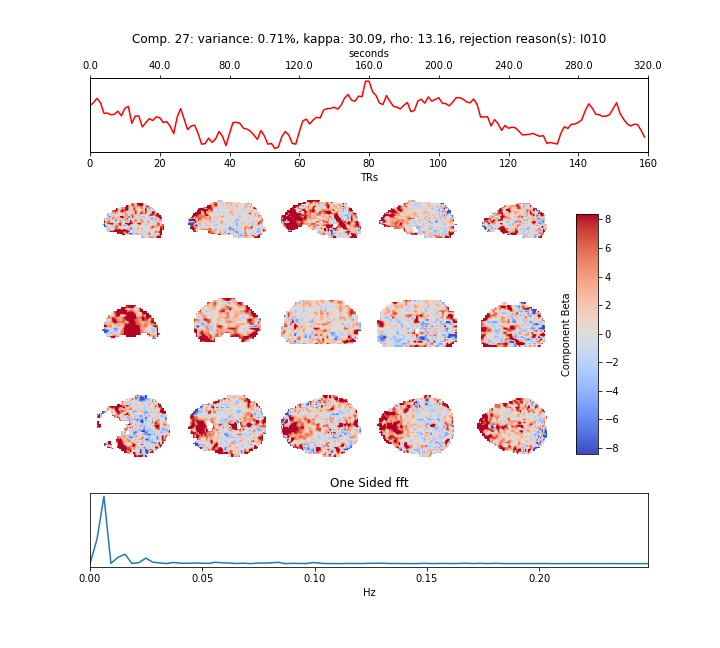 Comp. 27: variance: 0.71%, kappa: 30.09, rho: 13.16, rejection reason(s): I010
seconds
0.0 40.0 80.0 120.0 160.0 200.0 240.0 280.0 320.0
0 20 40 60 80 100 120 140 160
TRs
8
6
4
2
0
−2
−4
−6
−8
Component Beta
One Sided fft
0.00 0.05 0.10 0.15 0.20
Hz